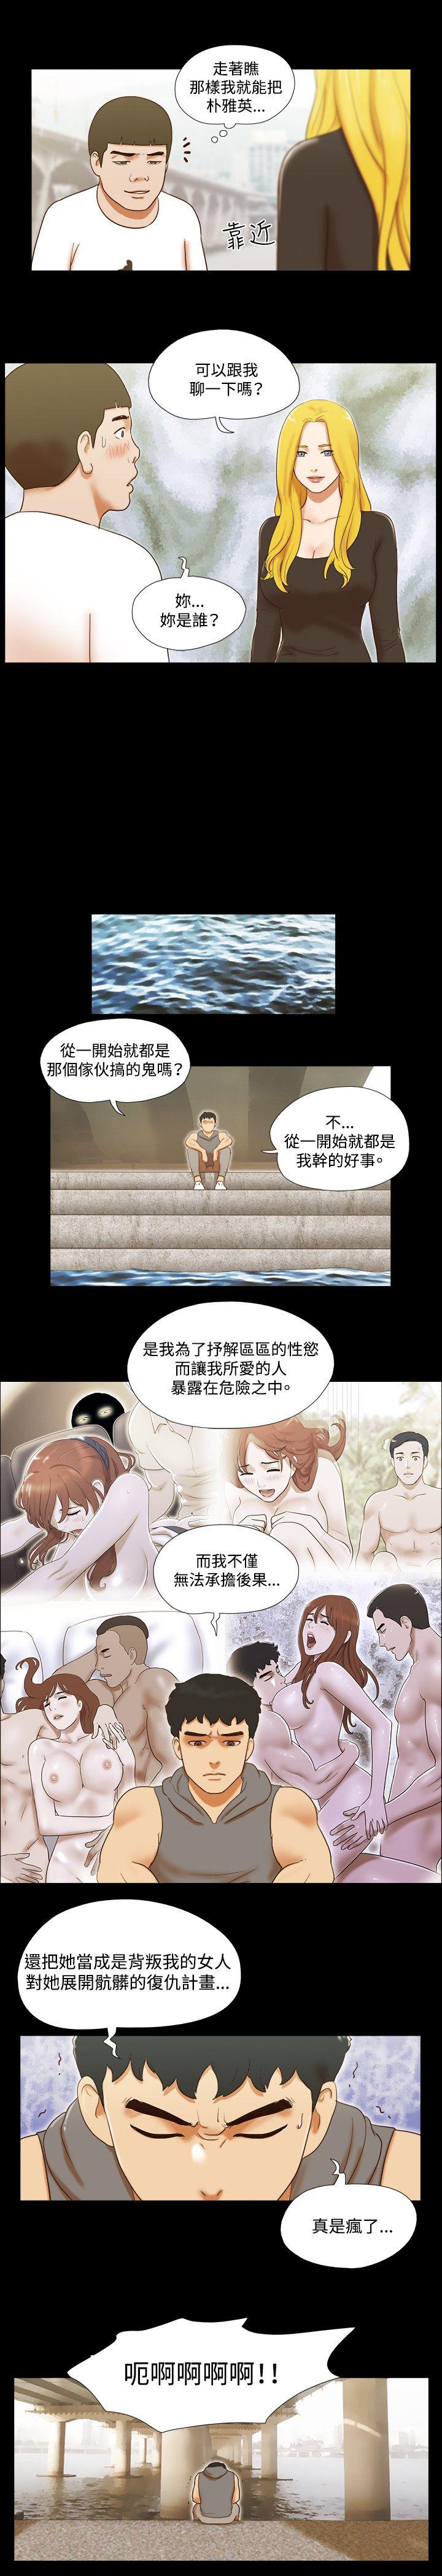 走著瞧
那樣我就能把
朴雅英...
靠近
可以跟我
聊一下嗎?
妳...
妳是誰?
從一開始就都是
那個傢伙搞的鬼嗎?
不...
從一開始就都是
我幹的好事。
是我為了抒解區區的性慾
而讓我所愛的人
暴露在危險之中。
而我不僅
無法承擔後果...
還把她當成是背叛我的女人
對她展開骯髒的復仇計畫...
真是瘋了...
呃啊啊啊啊!!